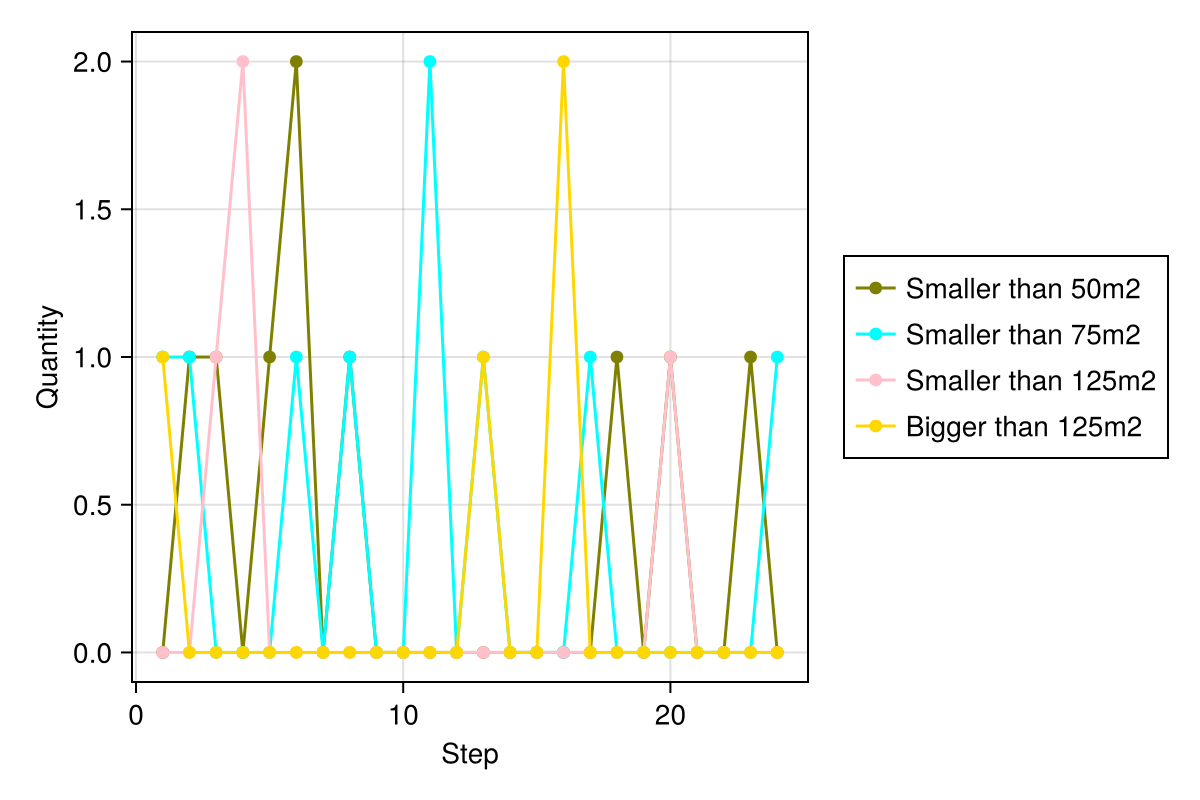 2.0
1.5
1.0
0.5
0.0
Quantity
0
10
20
Step
Smaller than 50m2
Smaller than 75m2
Smaller than 125m2
Bigger than 125m2